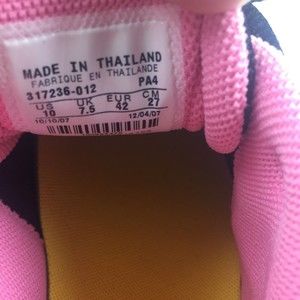 MADE IN THAILAND
FABRIQUE EN THAILANDE
317236-012 PA4
US UK EUR CM
10 7.5 42 27
10/10/07 12/04/07